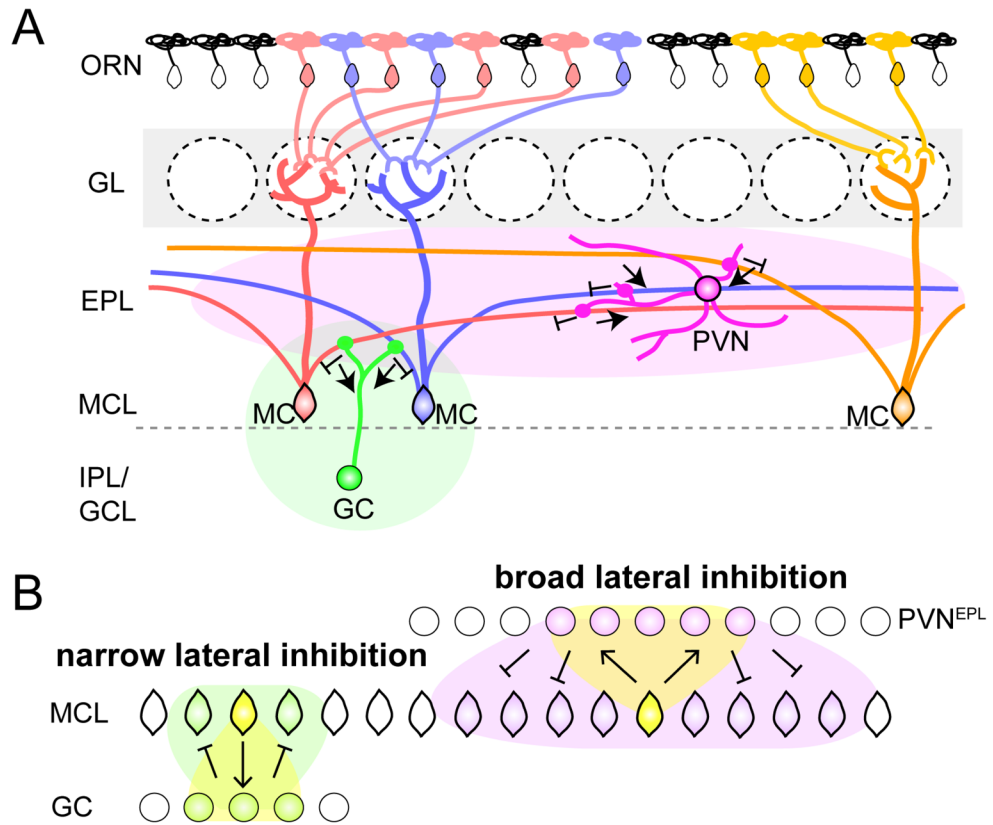 A
ORN
GL
EPL
PVN
MCL
MC
MC
MC
IPL/
GCL
GC
B
broad lateral inhibition
PVN^EPL
narrow lateral inhibition
MCL
GC